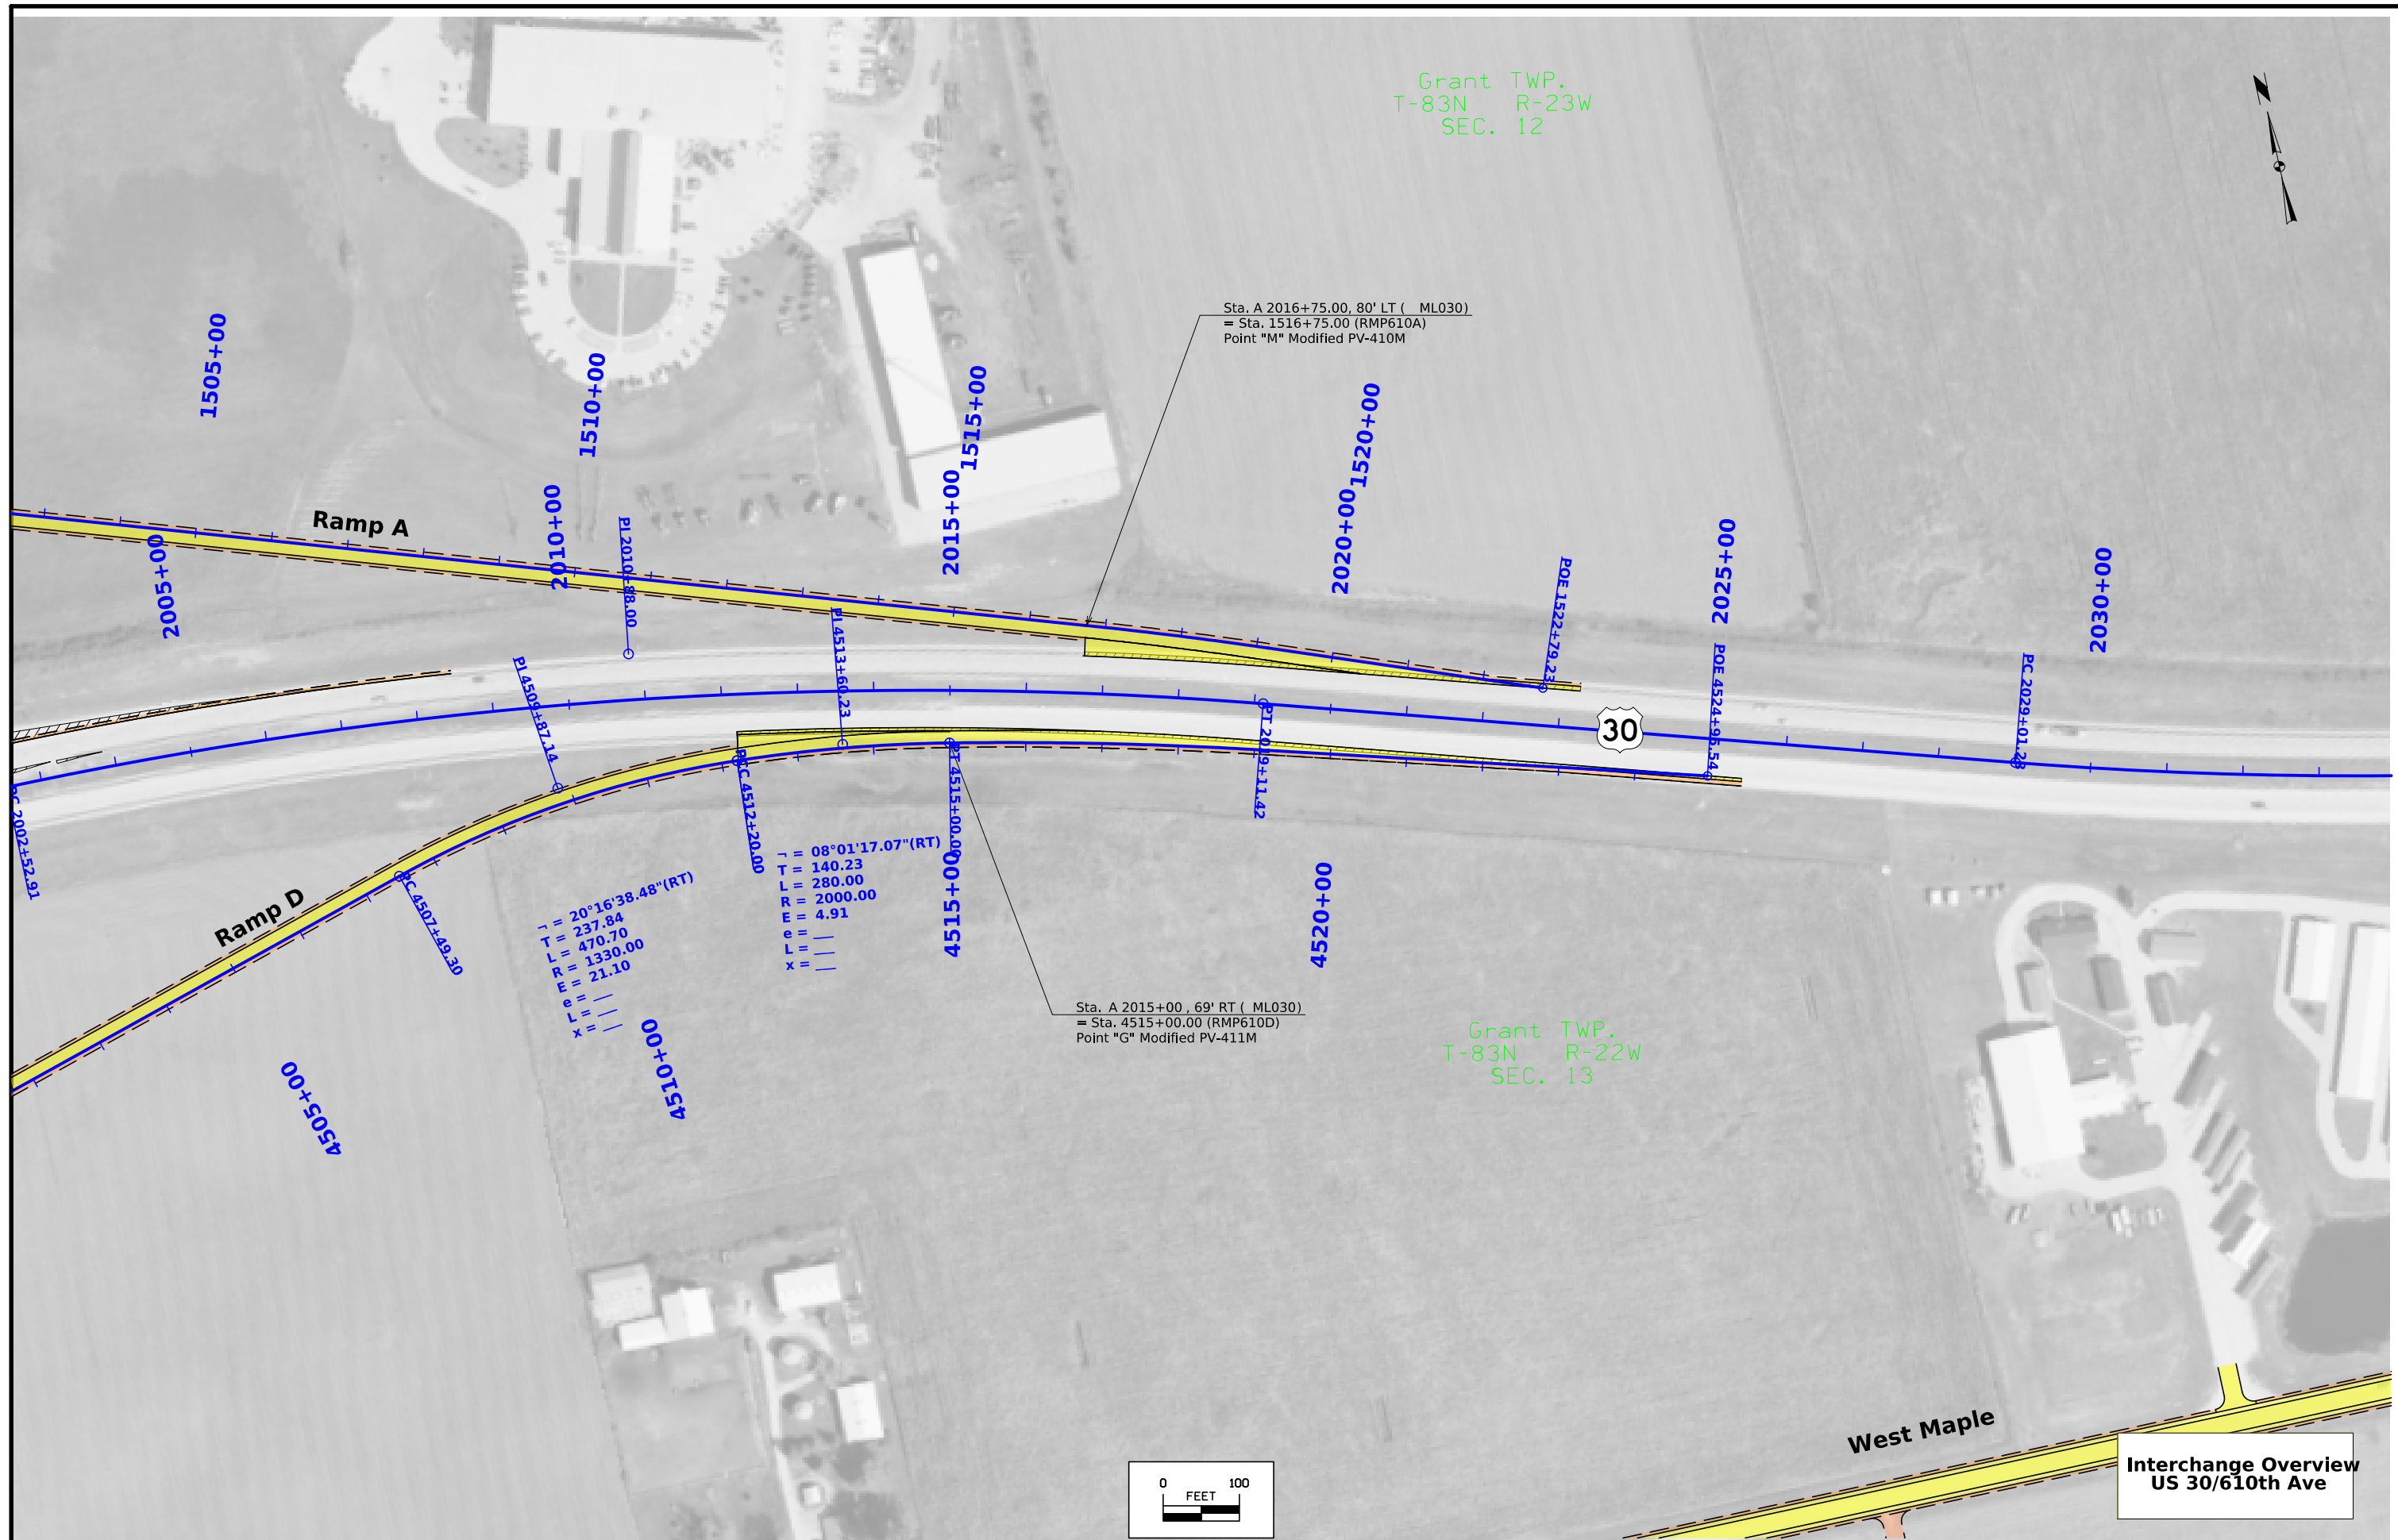 Grant TWP.
T-83N R-23W
SEC. 12
Sta. A 2016+75.00, 80' LT ( ML030)
= Sta. 1516+75.00 (RMP610A)
Point "M" Modified PV-410M
1505+00
1510+00
1515+00
1520+00
2005+00
2010+00
2015+00
2020+00
2025+00
2030+00
Ramp A
PI 2010+88.00
PI 4513+60.23
POE 1522+79.23
POE 4524+95.54
PC 2029+01.28
PI 4509+87.14
30
PC 2002+52.91
PCC 4512+20.00
PT 4515+00.00
PT 2019+11.42
Ramp D
PC 4507+49.30
¬ = 20°16'38.48"(RT)
T = 237.84
L = 470.70
R = 1330.00
E = 21.10
e = __
L = __
x = __
¬ = 08°01'17.07"(RT)
T = 140.23
L = 280.00
R = 2000.00
E = 4.91
e = __
L = __
x = __
4505+00
4510+00
4515+00
4520+00
Sta. A 2015+00 , 69' RT ( ML030)
= Sta. 4515+00.00 (RMP610D)
Point "G" Modified PV-411M
Grant TWP.
T-83N R-22W
SEC. 13
West Maple
0 100
FEET
Interchange Overview
US 30/610th Ave